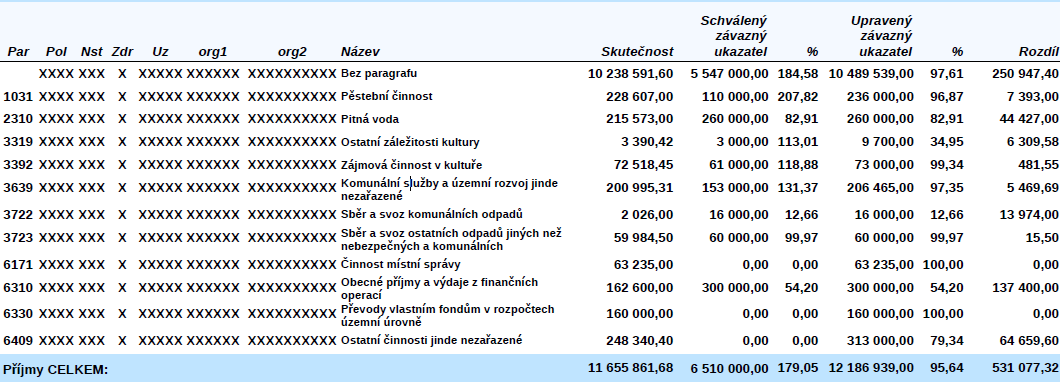 Par Pol Nst Zdr Uz org1 org2 Název Skutečnost Schválený závazný ukazatel % Upravený závazný ukazatel % Rozdíl
XXXX XXX X XXXXX XXXXXX XXXXXXXXXX Bez paragrafu 10 238 591,60 5 547 000,00 184,58 10 489 539,00 97,61 250 947,40
1031 XXXX XXX X XXXXX XXXXXX XXXXXXXXXX Pěstební činnost 228 607,00 110 000,00 207,82 236 000,00 96,87 7 393,00
2310 XXXX XXX X XXXXX XXXXXX XXXXXXXXXX Pitná voda 215 573,00 260 000,00 82,91 260 000,00 82,91 44 427,00
3319 XXXX XXX X XXXXX XXXXXX XXXXXXXXXX Ostatní záležitosti kultury 3 390,42 3 000,00 113,01 9 700,00 34,95 6 309,58
3392 XXXX XXX X XXXXX XXXXXX XXXXXXXXXX Zájmová činnost v kultuře 72 518,45 61 000,00 118,88 73 000,00 99,34 481,55
3639 XXXX XXX X XXXXX XXXXXX XXXXXXXXXX Komunální služby a územní rozvoj jinde nezařazené 200 995,31 153 000,00 131,37 206 465,00 97,35 5 469,69
3722 XXXX XXX X XXXXX XXXXXX XXXXXXXXXX Sběr a svoz komunálních odpadů 2 026,00 16 000,00 12,66 16 000,00 12,66 13 974,00
3723 XXXX XXX X XXXXX XXXXXX XXXXXXXXXX Sběr a svoz ostatních odpadů jiných než nebezpečných a komunálních 59 984,50 60 000,00 99,97 60 000,00 99,97 15,50
6171 XXXX XXX X XXXXX XXXXXX XXXXXXXXXX Činnost místní správy 63 235,00 0,00 0,00 63 235,00 100,00 0,00
6310 XXXX XXX X XXXXX XXXXXX XXXXXXXXXX Obecné příjmy a výdaje z finančních operací 162 600,00 300 000,00 54,20 300 000,00 54,20 137 400,00
6330 XXXX XXX X XXXXX XXXXXX XXXXXXXXXX Převody vlastním fondům v rozpočtech územní úrovně 160 000,00 0,00 0,00 160 000,00 100,00 0,00
6409 XXXX XXX X XXXXX XXXXXX XXXXXXXXXX Ostatní činnosti jinde nezařazené 248 340,40 0,00 0,00 313 000,00 79,34 64 659,60
Příjmy CELKEM: 11 655 861,68 6 510 000,00 179,05 12 186 939,00 95,64 531 077,32